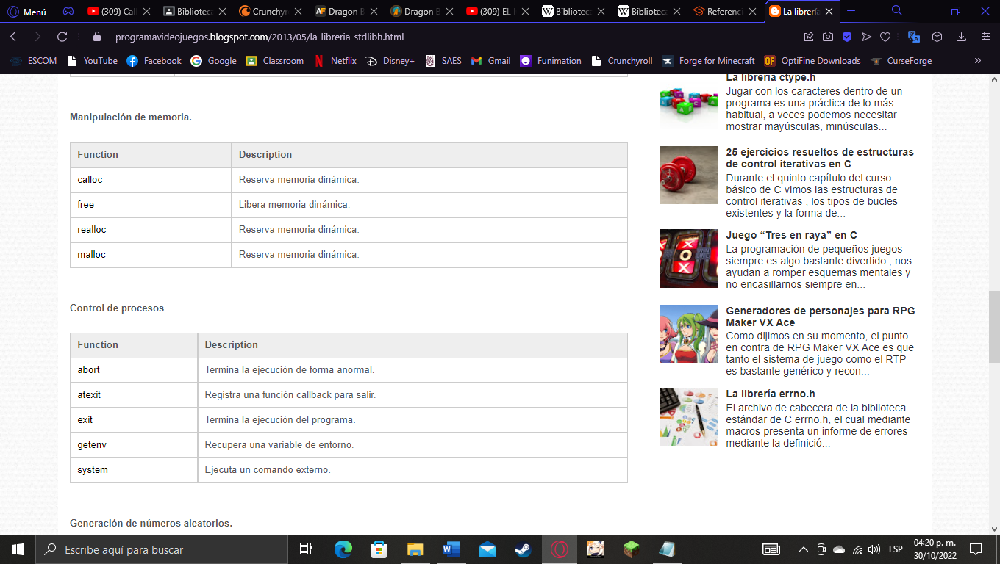 Menú
(309) Cal
Biblioteca
Crunchyr
Dragon B
Dragon B
(309) EL I
Biblioteca
Biblioteca
Referenci
La librería
programavideojuegos.blogspot.com/2013/05/la-libreria-stdlibh.html
ESCOM
YouTube
Facebook
Google
Classroom
Netflix
Disney+
SAES
Gmail
Funimation
Crunchyroll
Forge for Minecraft
OptiFine Downloads
CurseForge
»
Manipulación de memoria.
Function Description
calloc Reserva memoria dinámica.
free Libera memoria dinámica.
realloc Reserva memoria dinámica.
malloc Reserva memoria dinámica.
Control de procesos
Function Description
abort Termina la ejecución de forma anormal.
atexit Registra una función callback para salir.
exit Termina la ejecución del programa.
getenv Recupera una variable de entorno.
system Ejecuta un comando externo.
Generación de números aleatorios.
La librería ctype.h
Jugar con los caracteres dentro de un
programa es una práctica de lo más
habitual, a veces podemos necesitar
mostrar mayúsculas, minúsculas...
25 ejercicios resueltos de estructuras
de control iterativas en C
Durante el quinto capítulo del curso
básico de C vimos las estructuras de
control iterativas , los tipos de bucles
existentes y la forma de...
Juego “Tres en raya” en C
La programación de pequeños juegos
siempre es algo bastante divertido , nos
ayudan a romper esquemas mentales y
no encasillarnos siempre en...
Generadores de personajes para RPG
Maker VX Ace
Como dijimos en su momento, el punto
en contra de RPG Maker VX Ace es que
tanto el sistema de juego como el RTP
es bastante genérico y recon...
La librería errno.h
El archivo de cabecera de la biblioteca
estándar de C errno.h, el cual mediante
macros presenta un informe de errores
mediante la definició...
Escribe aquí para buscar
ESP
04:20 p. m.
30/10/2022